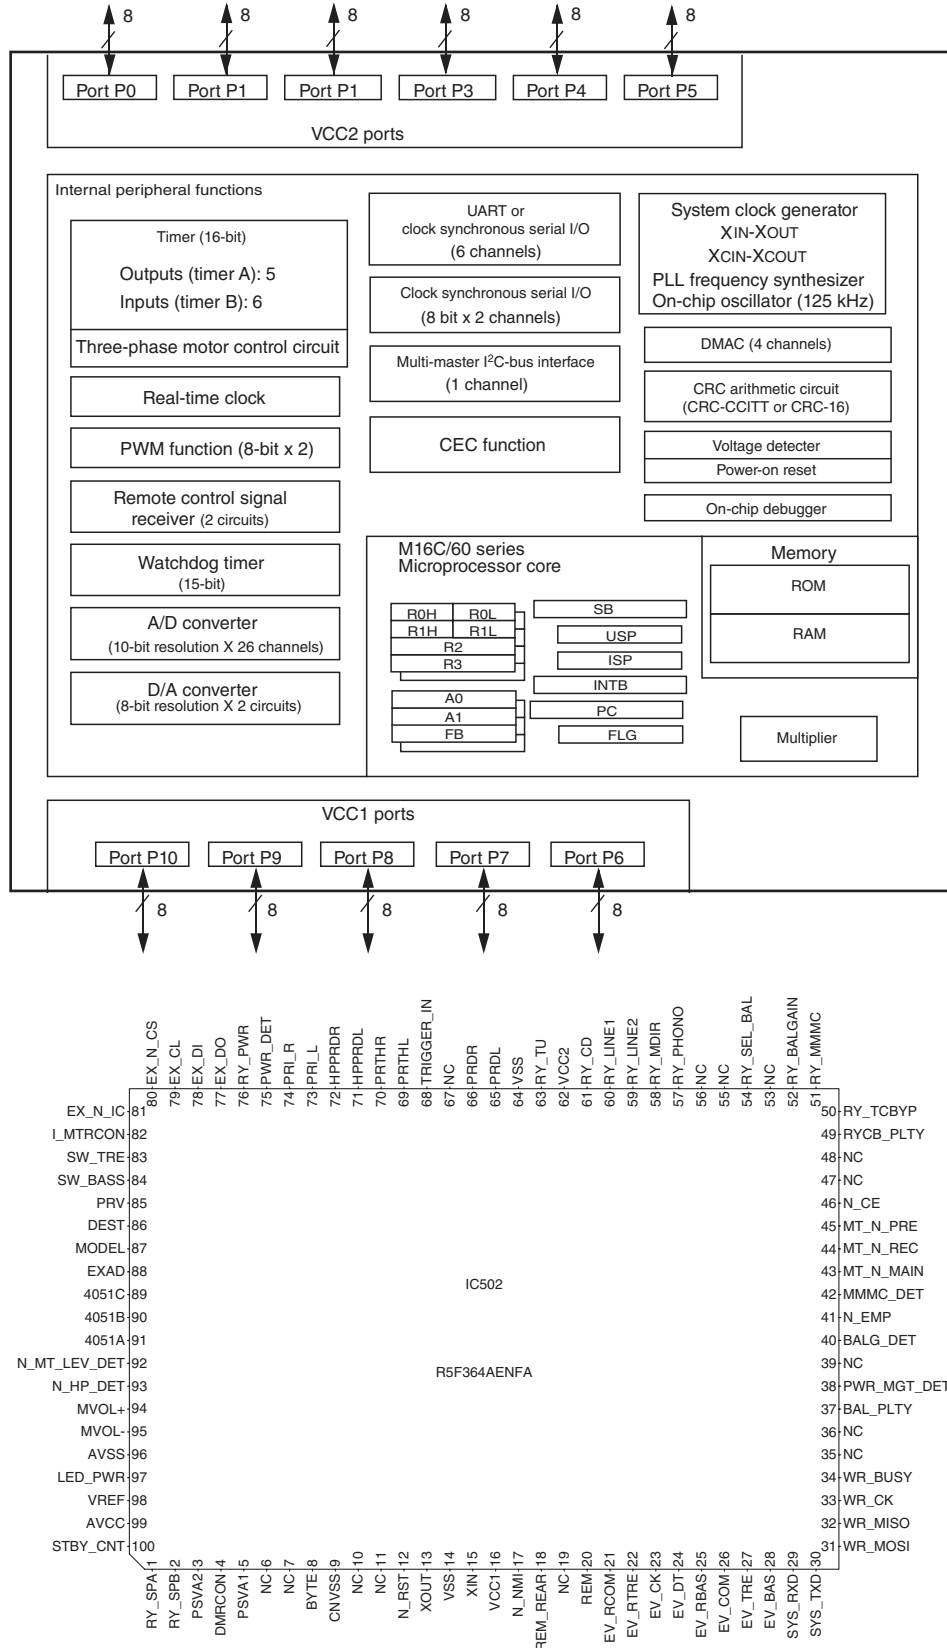 8 8 8 8 8 8
Port P0 Port P1 Port P1 Port P3 Port P4 Port P5
VCC2 ports
Internal peripheral functions
Timer (16-bit)
Outputs (timer A): 5
Inputs (timer B): 6
Three-phase motor control circuit
Real-time clock
PWM function (8-bit x 2)
Remote control signal
receiver (2 circuits)
Watchdog timer
(15-bit)
A/D converter
(10-bit resolution X 26 channels)
D/A converter
(8-bit resolution X 2 circuits)
UART or
clock synchronous serial I/O
(6 channels)
Clock synchronous serial I/O
(8 bit x 2 channels)
Multi-master I²C-bus interface
(1 channel)
CEC function
System clock generator
XIN-XOUT
XCIN-XCOUT
PLL frequency synthesizer
On-chip oscillator (125 kHz)
DMAC (4 channels)
CRC arithmetic circuit
(CRC-CCITT or CRC-16)
Voltage detecter
Power-on reset
On-chip debugger
M16C/60 series
Microprocessor core
R0H R0L
R1H R1L
R2
R3
A0
A1
FB
SB
USP
ISP
INTB
PC
FLG
Memory
ROM
RAM
Multiplier
VCC1 ports
Port P10 Port P9 Port P8 Port P7 Port P6
8 8 8 8 8
80 EX_N_CS
79 EX_CL
78 EX_DI
77 EX_DO
76 RY_PWR
75 PWR_DET
74 PRI_R
73 PRI_L
72 HPPRDR
71 HPPRDL
70 PRTHR
69 PRTHL
68 TRIGGER_IN
67 NC
66 PRDR
65 PRDL
64 VSS
63 RY_TU
62 VCC2
61 RY_CD
60 RY_LINE1
59 RY_LINE2
58 RY_MDIR
57 RY_PHONO
56 NC
55 NC
54 RY_SEL_BAL
53 NC
52 RY_BALGAIN
51 RY_MMMC
EX_N_IC 81
I_MTRCON 82
SW_TRE 83
SW_BASS 84
PRV 85
DEST 86
MODEL 87
EXAD 88
4051C 89
4051B 90
4051A 91
N_MT_LEV_DET 92
N_HP_DET 93
MVOL+ 94
MVOL- 95
AVSS 96
LED_PWR 97
VREF 98
AVCC 99
STBY_CNT 100
IC502
R5F364AENFA
50 RY_TCBYP
49 RYCB_PLTY
48 NC
47 NC
46 N_CE
45 MT_N_PRE
44 MT_N_REC
43 MT_N_MAIN
42 MMMC_DET
41 N_EMP
40 BALG_DET
39 NC
38 PWR_MGT_DET
37 BAL_PLTY
36 NC
35 NC
34 WR_BUSY
33 WR_CK
32 WR_MISO
31 WR_MOSI
RY_SPA 1
RY_SPB 2
PSVA2 3
DMRCON 4
PSVA1 5
NC 6
NC 7
BYTE 8
CNVSS 9
NC 10
NC 11
N_RST 12
XOUT 13
VSS 14
XIN 15
VCC1 16
N_NMI 17
REM_REAR 18
NC 19
REM 20
EV_RCOM 21
EV_RTRE 22
EV_CK 23
EV_DT 24
EV_RBAS 25
EV_COM 26
EV_TRE 27
EV_BAS 28
SYS_RXD 29
SYS_TXD 30